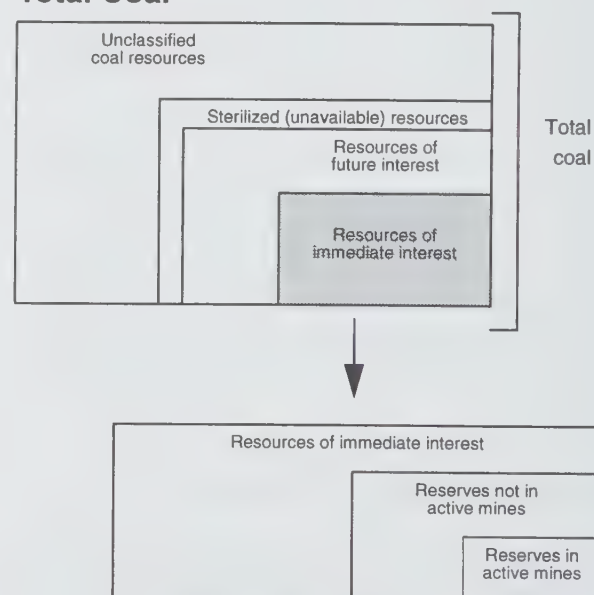 Total Coal
Unclassified
coal resources
Sterilized (unavailable) resources
Total
coal
Resources of
future interest
Resources of
immediate interest
Resources of immediate interest
Reserves not in
active mines
Reserves in
active mines